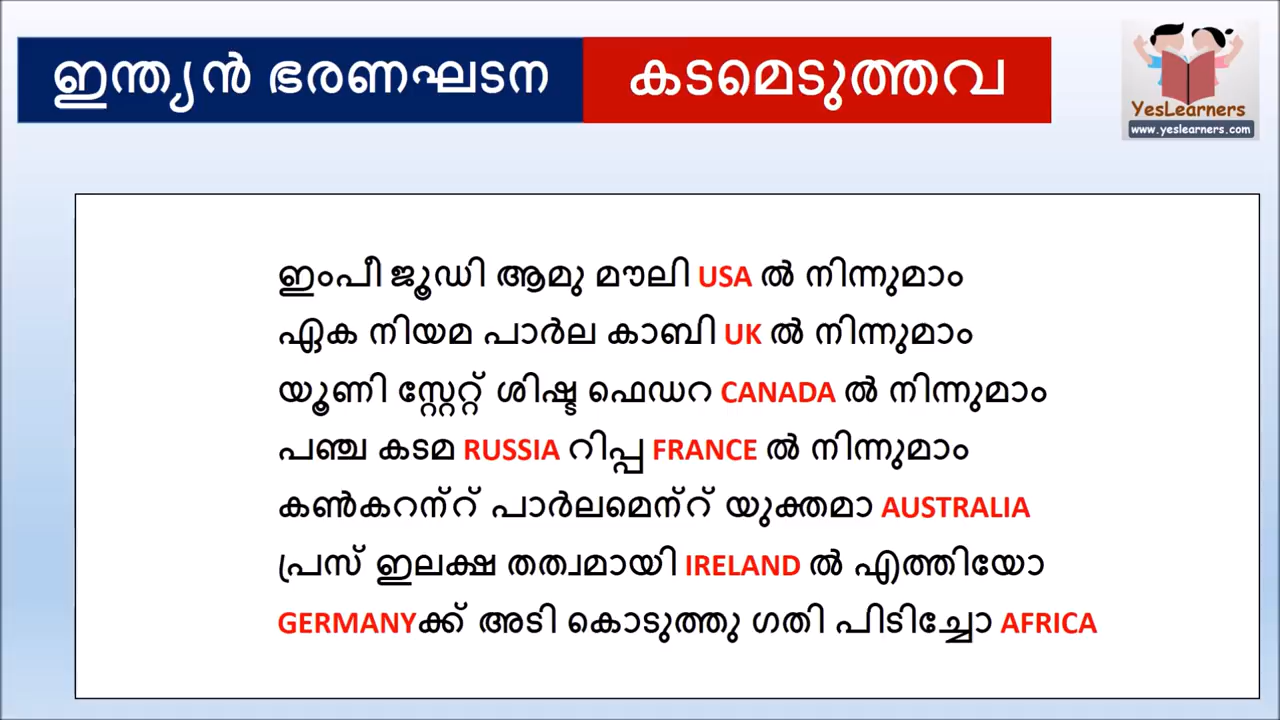 ഇന്ത്യൻ ഭരണഘടന കടമെടുത്തവ
YesLearners
www.yeslearners.com
ഇംപീ ജൂഡി ആമു മൗലി USA ൽ നിന്നുമാം
ഏക നിയമ പാർല കാബി UK ൽ നിന്നുമാം
യൂണി സ്റ്റേറ്റ് ശിഷ്ട ഫെഡറ CANADA ൽ നിന്നുമാം
പഞ്ച കടമ RUSSIA റിപ്പ FRANCE ൽ നിന്നുമാം
കൺകറന്റ് പാർലമെന്റ് യുക്തമാ AUSTRALIA
പ്രസ് ഇലക്ഷ തത്വമായി IRELAND ൽ എത്തിയോ
GERMANYക്ക് അടി കൊടുത്തു ഗതി പിടിച്ചോ AFRICA